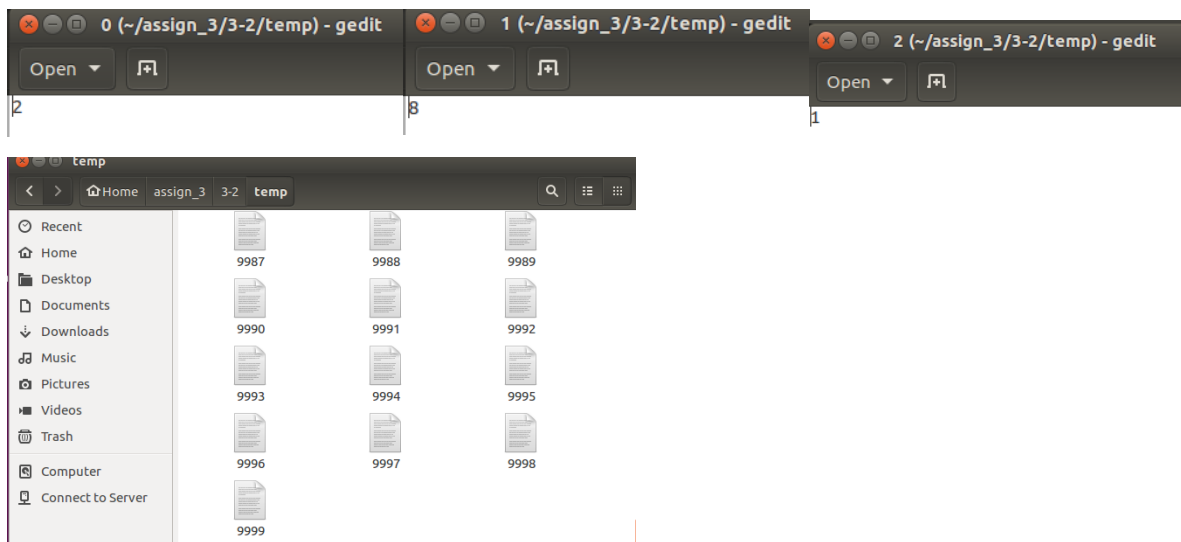 0 (~/assign_3/3-2/temp) - gedit
Open
2
1 (~/assign_3/3-2/temp) - gedit
Open
8
2 (~/assign_3/3-2/temp) - gedit
Open
1
temp
Home assign_3 3-2 temp
Recent
Home
Desktop
Documents
Downloads
Music
Pictures
Videos
Trash
Computer
Connect to Server
9987 9988 9989
9990 9991 9992
9993 9994 9995
9996 9997 9998
9999